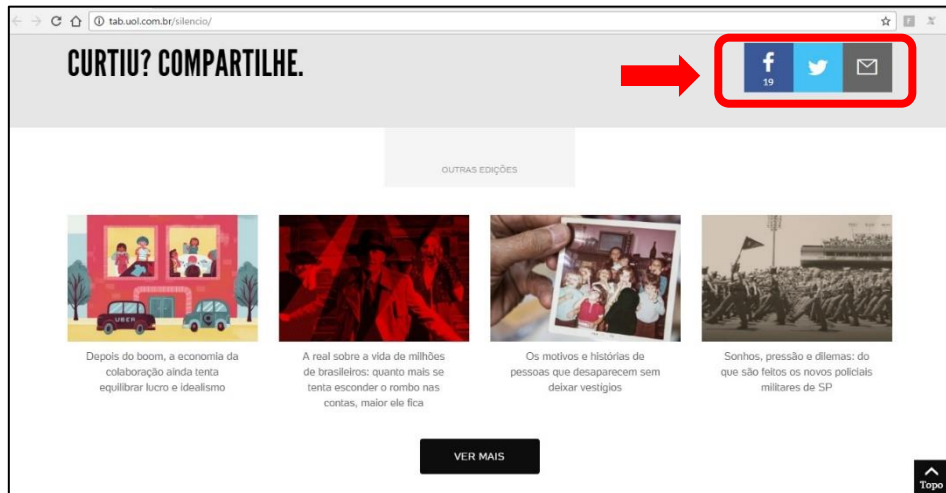 tab.uol.com.br/silencio/
CURTIU? COMPARTILHE.
19
OUTRAS EDIÇÕES
UBER
Depois do boom, a economia da
colaboração ainda tenta
equilibrar lucro e idealismo
A real sobre a vida de milhões
de brasileiros: quanto mais se
tenta esconder o rombo nas
contas, maior ele fica
Os motivos e histórias de
pessoas que desaparecem sem
deixar vestígios
Sonhos, pressão e dilemas: do
que são feitos os novos policiais
militares de SP
VER MAIS
Topo